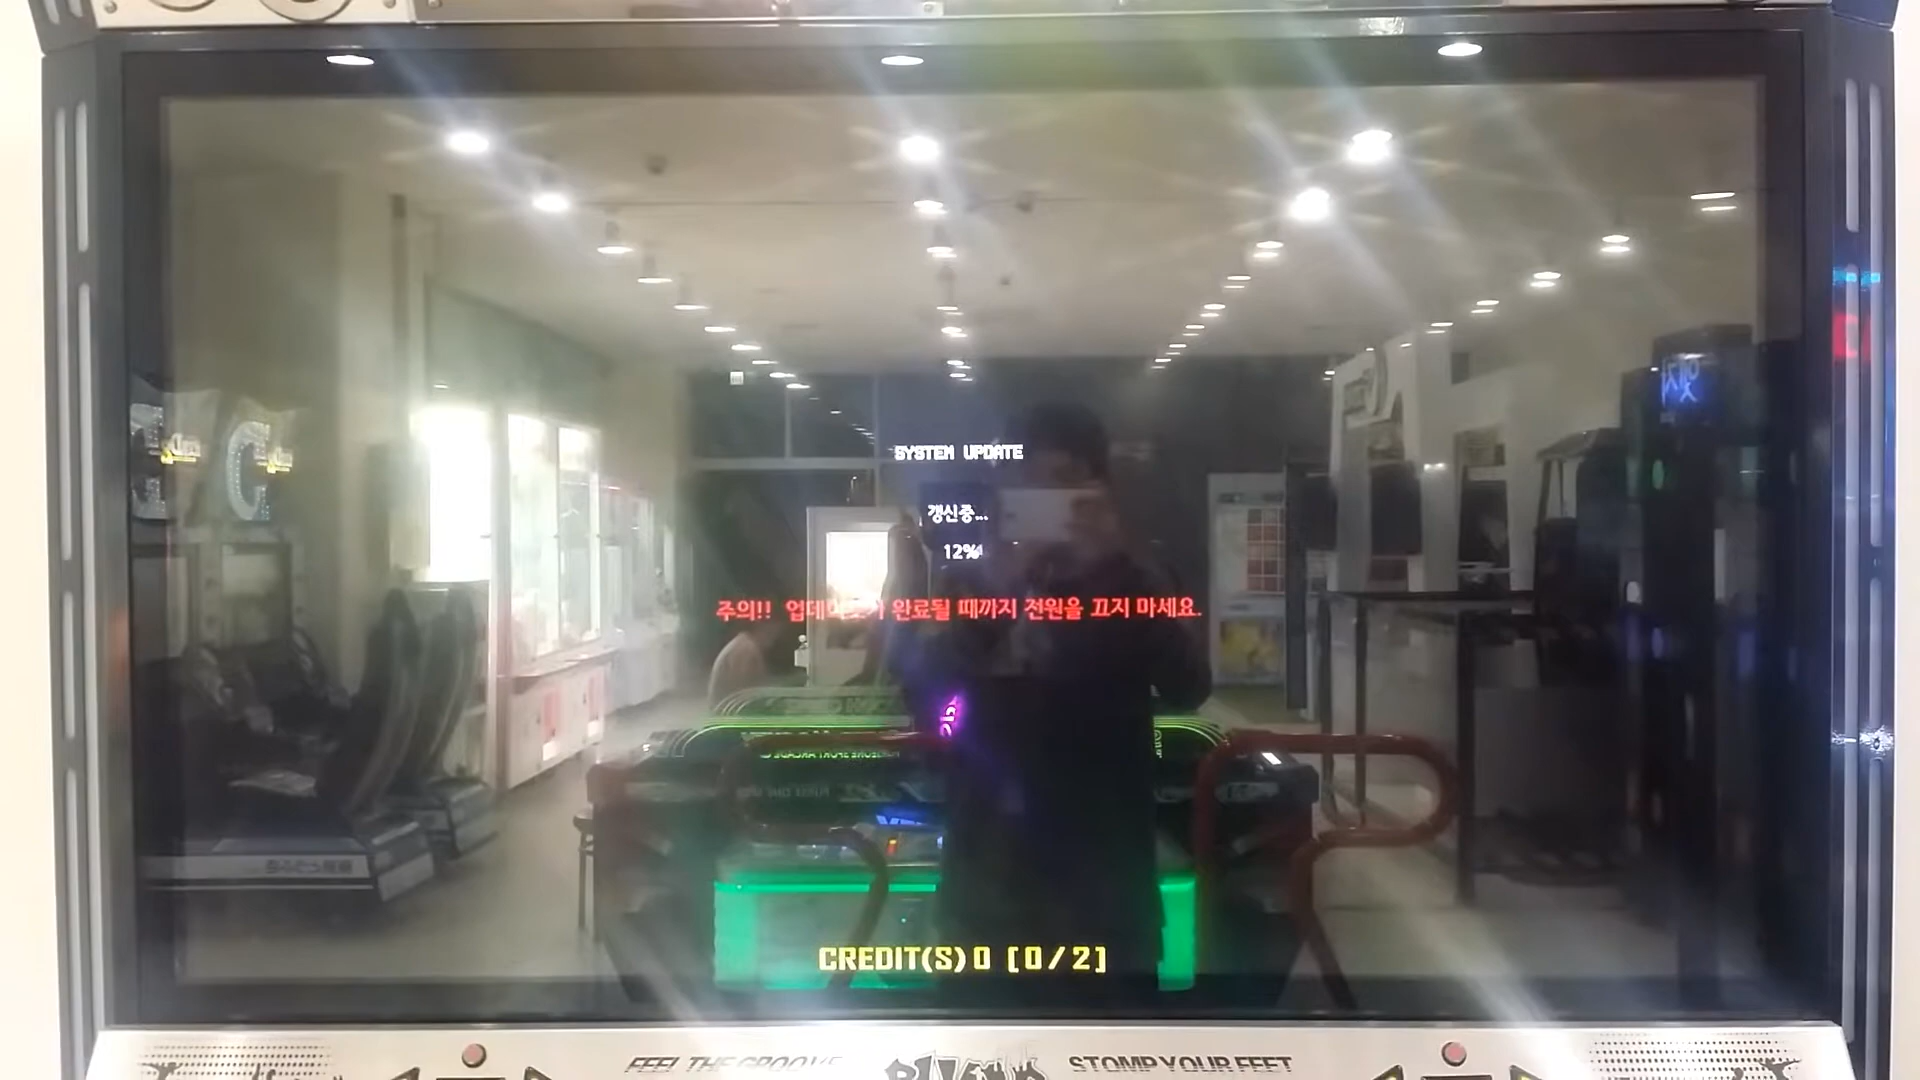 SYSTEM UPDATE
갱신중...
12%
주의!! 업데이트가 완료될 때까지 전원을 끄지 마세요.
CREDIT(S) 0 [0/2]
FEEL THE GROOVE
STOMP YOUR FEET